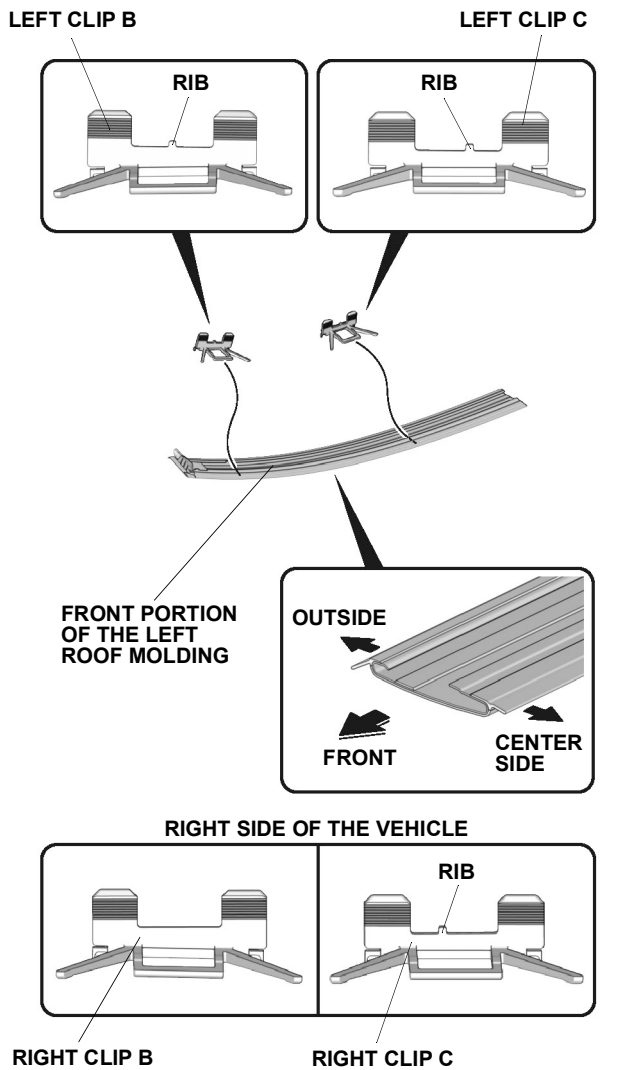 LEFT CLIP B
LEFT CLIP C
RIB
RIB
FRONT PORTION
OF THE LEFT
ROOF MOLDING
OUTSIDE
FRONT
CENTER
SIDE
RIGHT SIDE OF THE VEHICLE
RIB
RIGHT CLIP B
RIGHT CLIP C